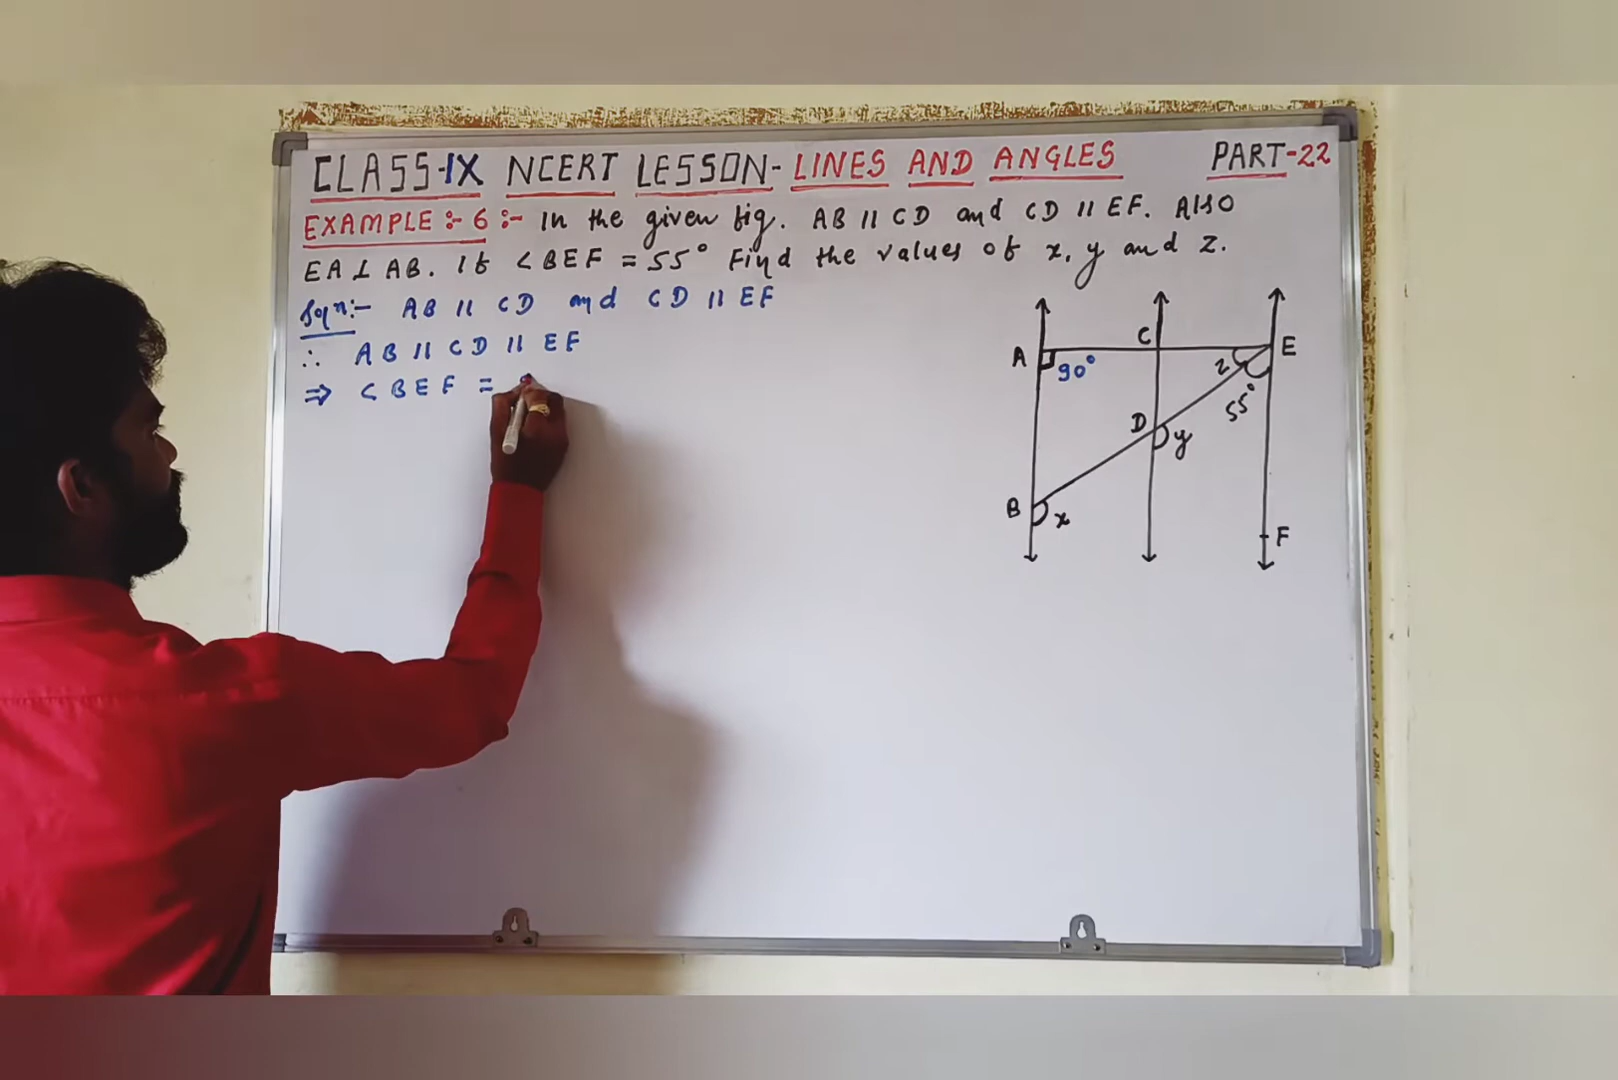 CLASS-IX NCERT LESSON- LINES AND ANGLES PART-22
EXAMPLE :- 6 :- In the given fig. AB || CD and CD || EF. Also
EA ⊥ AB. If <BEF = 55° Find the values of x, y and z.
Sol n:- AB || CD and CD || EF
∴ AB || CD || EF
⇒ <BEF =
A
90°
C
z
E
55°
D
y
B
x
F